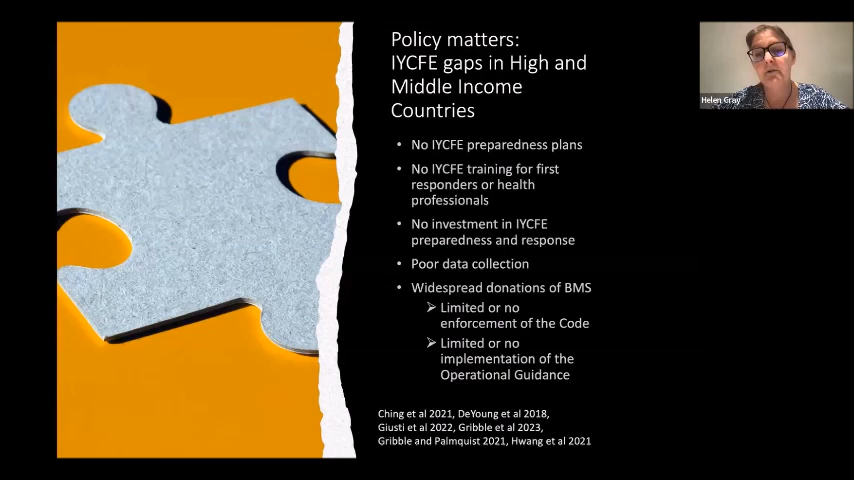 Policy matters:
IYCFE gaps in High and
Middle Income
Countries
• No IYCFE preparedness plans
• No IYCFE training for first
responders or health
professionals
• No investment in IYCFE
preparedness and response
• Poor data collection
• Widespread donations of BMS
➢ Limited or no
enforcement of the Code
➢ Limited or no
implementation of the
Operational Guidance
Ching et al 2021, DeYoung et al 2018,
Giusti et al 2022, Gribble et al 2023,
Gribble and Palmquist 2021, Hwang et al 2021
Helen Gray